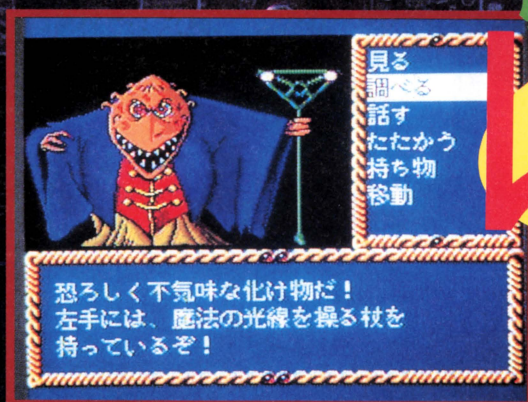 見る
調べる
話す
たたかう
持ち物
移動
恐ろしく不気味な化け物だ！
左手には、魔法の光線を操る杖を
持っているぞ！